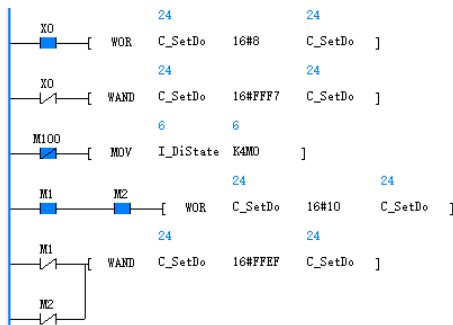 24 24
X0
[ WOR C_SetDo 16#8 C_SetDo ]
24 24
X0
[ WAND C_SetDo 16#FFF7 C_SetDo ]
6 6
M100
[ MOV I_DiState K4M0 ]
24 24
M1 M2
[ WOR C_SetDo 16#10 C_SetDo ]
24 24
M1
[ WAND C_SetDo 16#FFEF C_SetDo ]
M2